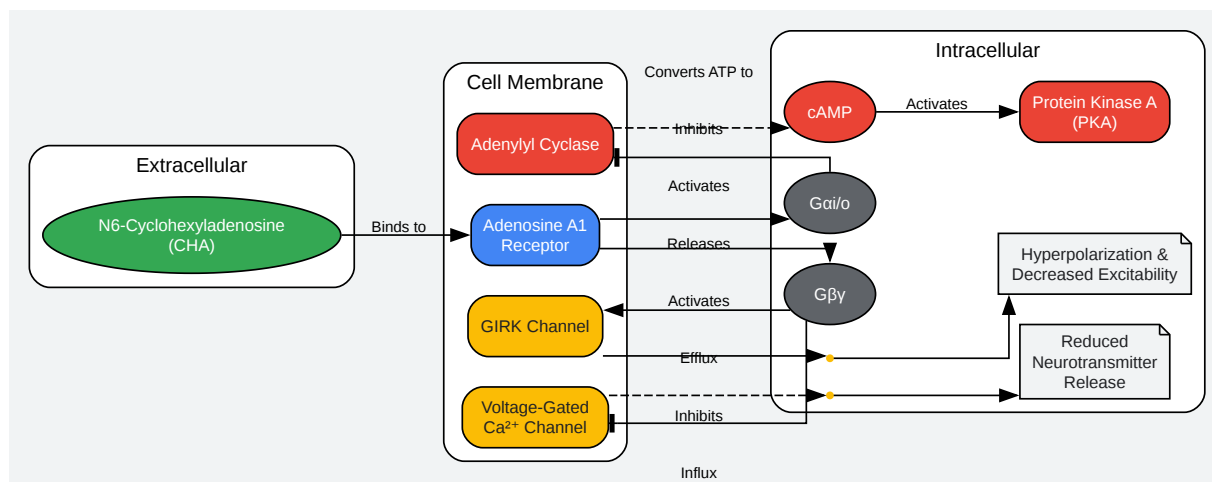 Extracellular
N6-Cyclohexyladenosine
(CHA)
Binds to
Cell Membrane
Adenylyl Cyclase
Adenosine A1
Receptor
GIRK Channel
Voltage-Gated
Ca²⁺ Channel
Converts ATP to
Inhibits
Activates
Releases
Activates
Efflux
Inhibits
Influx
Intracellular
cAMP
Activates
Protein Kinase A
(PKA)
Gαi/o
Gβγ
Hyperpolarization &
Decreased Excitability
Reduced
Neurotransmitter
Release